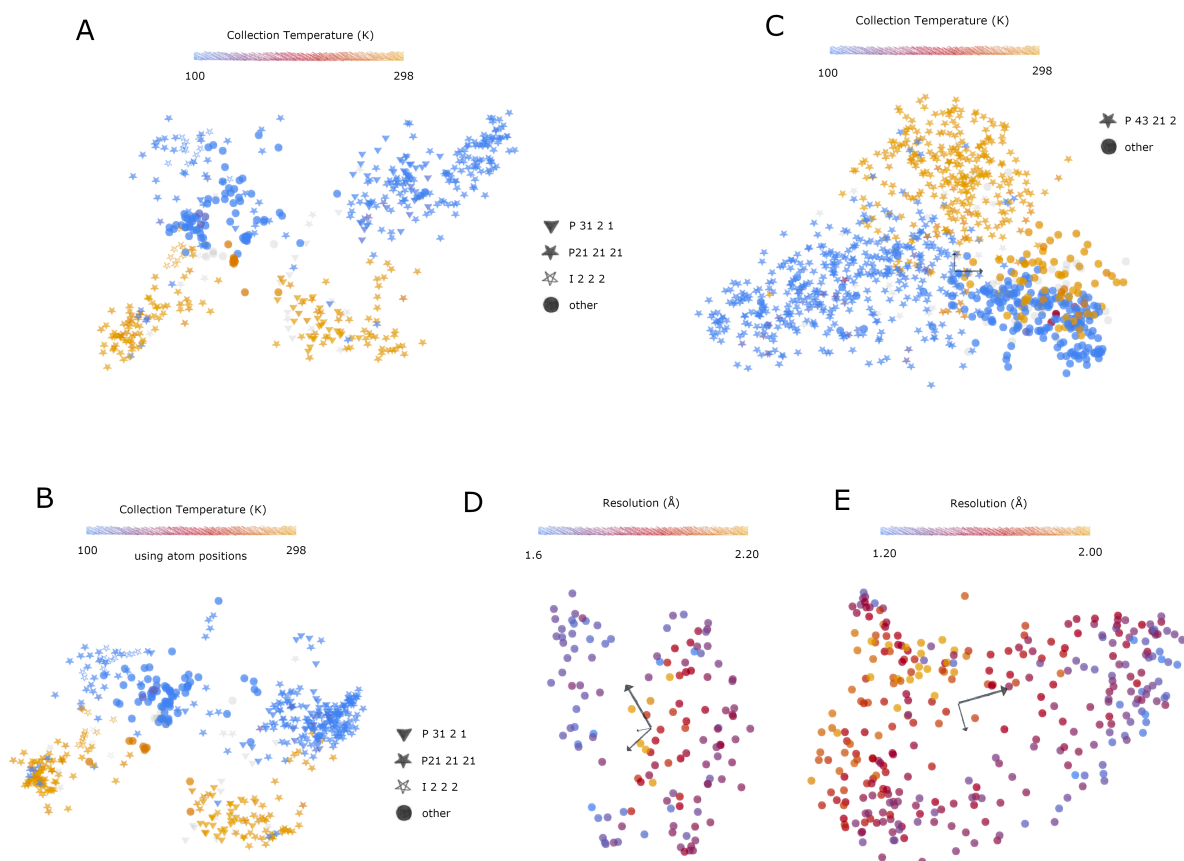 A
Collection Temperature (K)
100 298
P 31 2 1
P21 21 21
I 2 2 2
other
C
Collection Temperature (K)
100 298
P 43 21 2
other
B
Collection Temperature (K)
100 using atom positions 298
P 31 2 1
P21 21 21
I 2 2 2
other
D
Resolution (Å)
1.6 2.20
E
Resolution (Å)
1.20 2.00